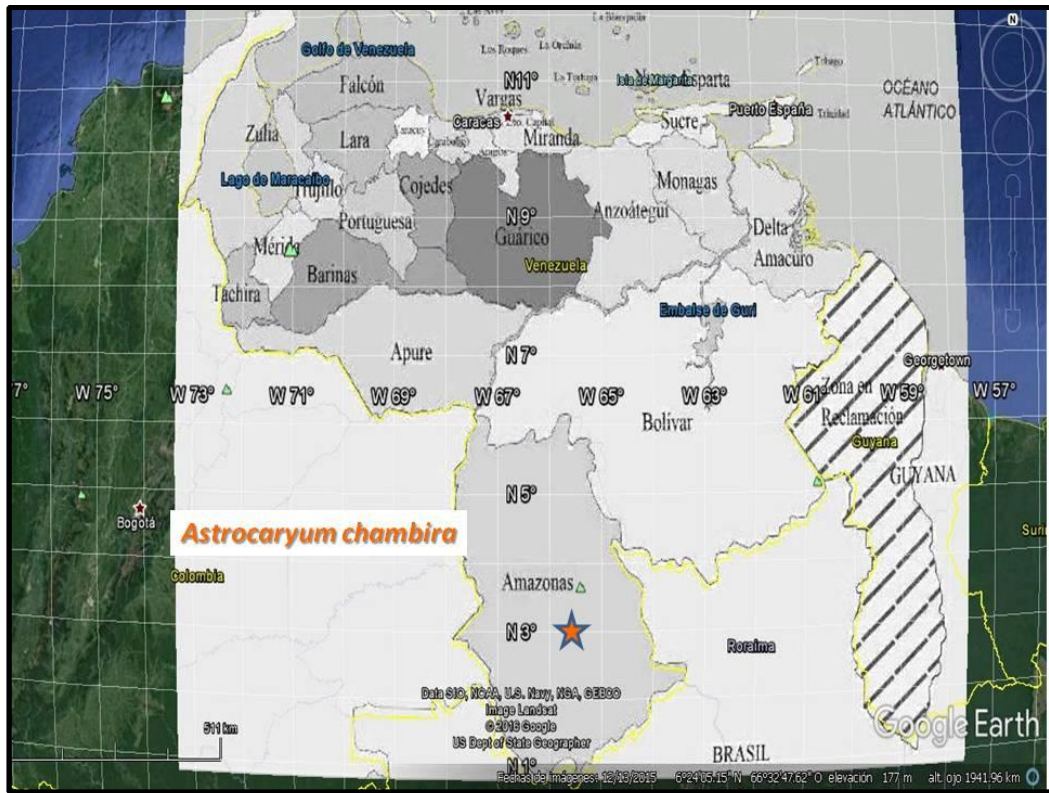 La Blanquilla
Los Roques
La Orchila
Golfo de Venezuela
N
Falcón
N11°
La Tortuga
Isla de Margarita
Esparta
Tobago
OCÉANO
ATLÁNTICO
Vargas
Zulia
Lara
Yaracuy
Carabobo
Caracas
Dto. Capital
Miranda
Aragua
Sucre
Puerto España
Trinidad
Lago de Maracaibo
Trujillo
Cojedes
Monagas
Portuguesa
N 9°
Guárico
Anzoátegui
Delta
Amacuro
Mérida
Barinas
Venezuela
Táchira
Embalse de Guri
Apure
N 7°
Georgetown
7°
W 75°
W 73°
W 71°
W 69°
W 67°
W 65°
W 63°
W 61°
W 59°
W 57°
Zona en
Reclamación
Bolívar
Guyana
GUYANA
N 5°
Bogotá
Astrocaryum chambira
Suri
Colombia
Amazonas
N 3°
Roraima
Data SIO, NOAA, U.S. Navy, NGA, GEBCO
Image Landsat
© 2016 Google
US Dept of State Geographer
511 km
Google Earth
BRASIL
N 1°
Fechas de imágenes: 12/13/2015 6°24'05.15" N 66°32'47.62" O elevación 177 m alt. ojo 1941.96 km